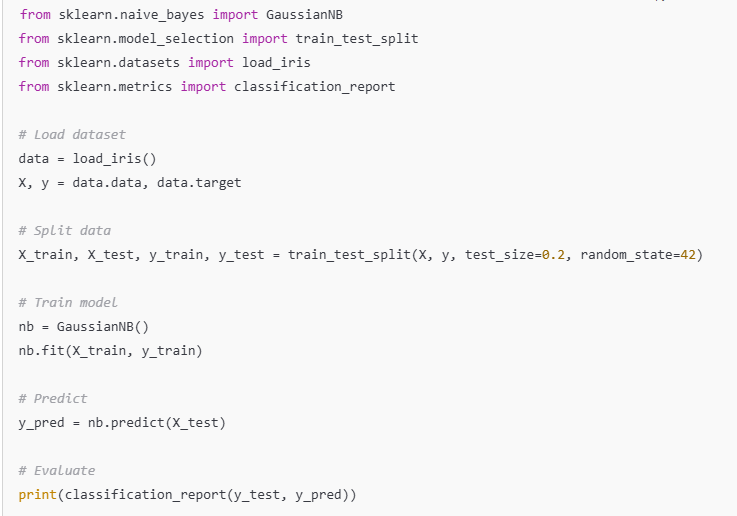 from sklearn.naive_bayes import GaussianNB
from sklearn.model_selection import train_test_split
from sklearn.datasets import load_iris
from sklearn.metrics import classification_report
# Load dataset
data = load_iris()
X, y = data.data, data.target
# Split data
X_train, X_test, y_train, y_test = train_test_split(X, y, test_size=0.2, random_state=42)
# Train model
nb = GaussianNB()
nb.fit(X_train, y_train)
# Predict
y_pred = nb.predict(X_test)
# Evaluate
print(classification_report(y_test, y_pred))